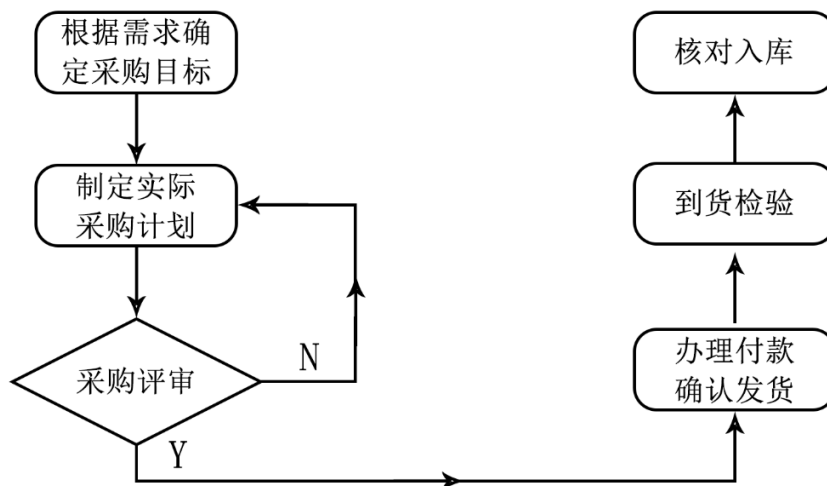 根据需求确
定采购目标
制定实际
采购计划
采购评审
N
Y
办理付款
确认发货
到货检验
核对入库